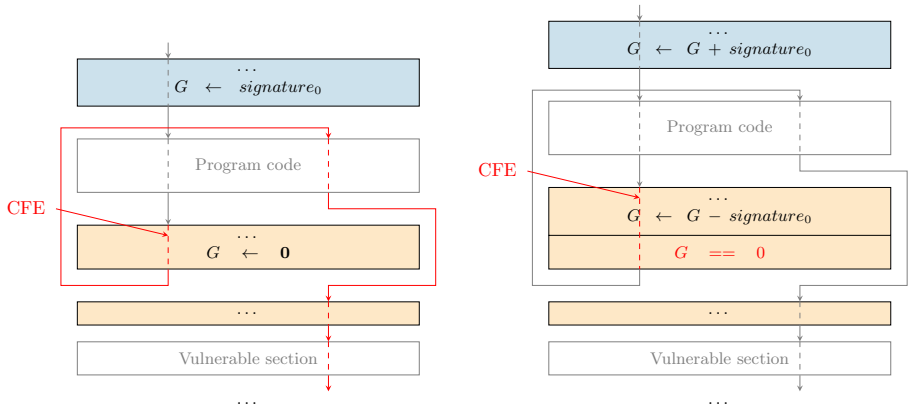 ...
G ← signature₀
Program code
CFE
...
G ← 0
...
Vulnerable section
...
...
G ← G + signature₀
Program code
CFE
...
G ← G − signature₀
G == 0
...
Vulnerable section
...